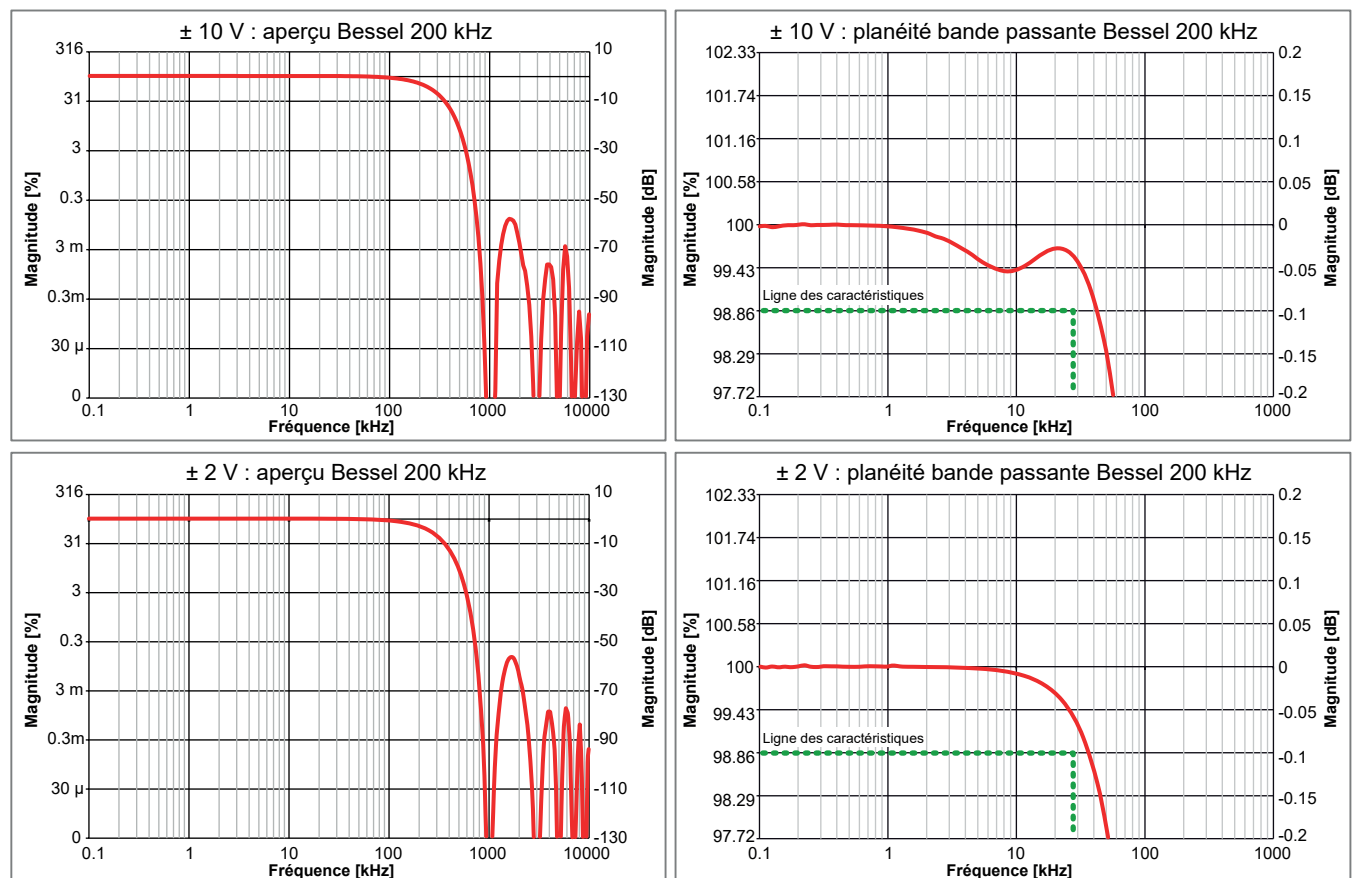 ± 10 V : aperçu Bessel 200 kHz
316
31
3
0.3
3 m
0.3m
30 µ
0
Magnitude [%]
10
-10
-30
-50
-70
-90
-110
-130
Magnitude [dB]
0.1 1 10 100 1000 10000
Fréquence [kHz]
± 10 V : planéité bande passante Bessel 200 kHz
102.33
101.74
101.16
100.58
100
99.43
98.86
98.29
97.72
Magnitude [%]
Ligne des caractéristiques
0.2
0.15
0.1
0.05
0
-0.05
-0.1
-0.15
-0.2
Magnitude [dB]
0.1 1 10 100 1000
Fréquence [kHz]
± 2 V : aperçu Bessel 200 kHz
316
31
3
0.3
3 m
0.3m
30 µ
0
Magnitude [%]
10
-10
-30
-50
-70
-90
-110
-130
Magnitude [dB]
0.1 1 10 100 1000 10000
Fréquence [kHz]
± 2 V : planéité bande passante Bessel 200 kHz
102.33
101.74
101.16
100.58
100
99.43
98.86
98.29
97.72
Magnitude [%]
Ligne des caractéristiques
0.2
0.15
0.1
0.05
0
-0.05
-0.1
-0.15
-0.2
Magnitude [dB]
0.1 1 10 100 1000
Fréquence [kHz]